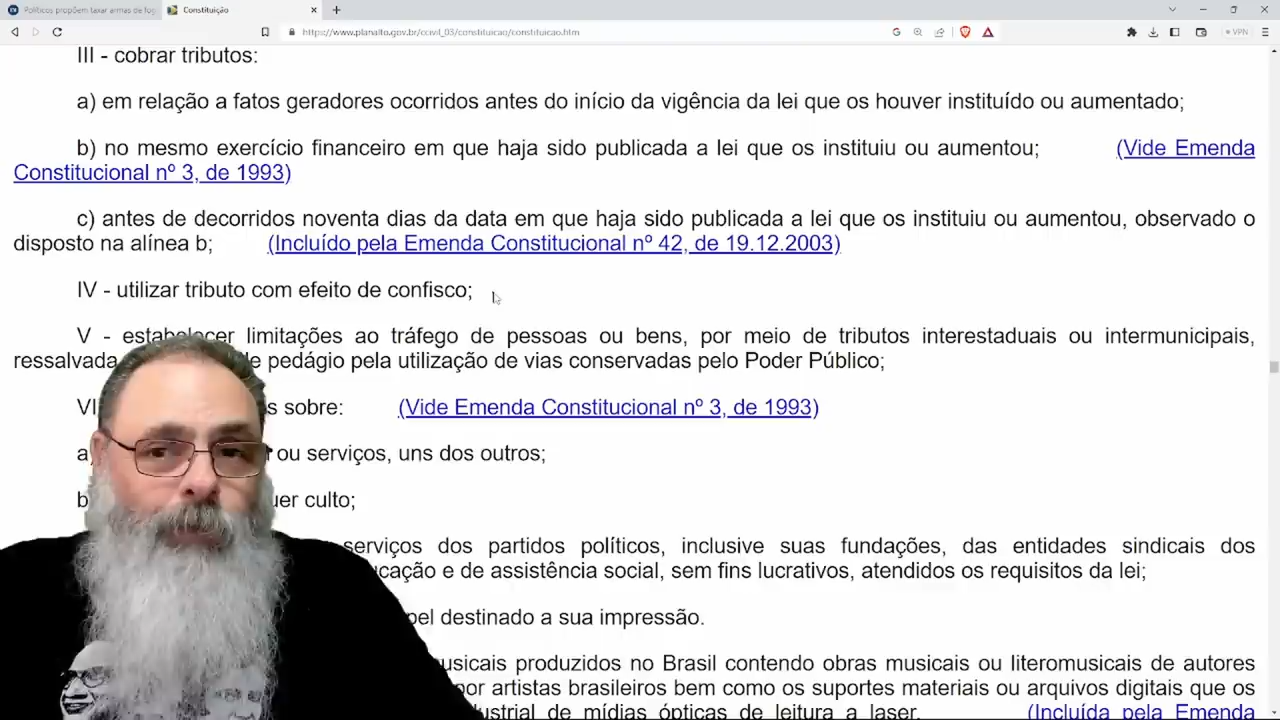 Políticos propõem taxar armas de fog
Constituição
https://www.planalto.gov.br/ccivil_03/constituicao/constituicao.htm
VPN
III - cobrar tributos:
a) em relação a fatos geradores ocorridos antes do início da vigência da lei que os houver instituído ou aumentado;
b) no mesmo exercício financeiro em que haja sido publicada a lei que os instituiu ou aumentou; (Vide Emenda
Constitucional nº 3, de 1993)
c) antes de decorridos noventa dias da data em que haja sido publicada a lei que os instituiu ou aumentou, observado o
disposto na alínea b; (Incluído pela Emenda Constitucional nº 42, de 19.12.2003)
IV - utilizar tributo com efeito de confisco;
V - estabelecer limitações ao tráfego de pessoas ou bens, por meio de tributos interestaduais ou intermunicipais,
ressalvada de pedágio pela utilização de vias conservadas pelo Poder Público;
VI sobre: (Vide Emenda Constitucional nº 3, de 1993)
a) ou serviços, uns dos outros;
b culto;
serviços dos partidos políticos, inclusive suas fundações, das entidades sindicais dos
e de assistência social, sem fins lucrativos, atendidos os requisitos da lei;
destinado a sua impressão.
produzidos no Brasil contendo obras musicais ou literomusicais de autores
por artistas brasileiros bem como os suportes materiais ou arquivos digitais que os
de mídias ópticas de leitura a laser. (Incluída pela Emenda